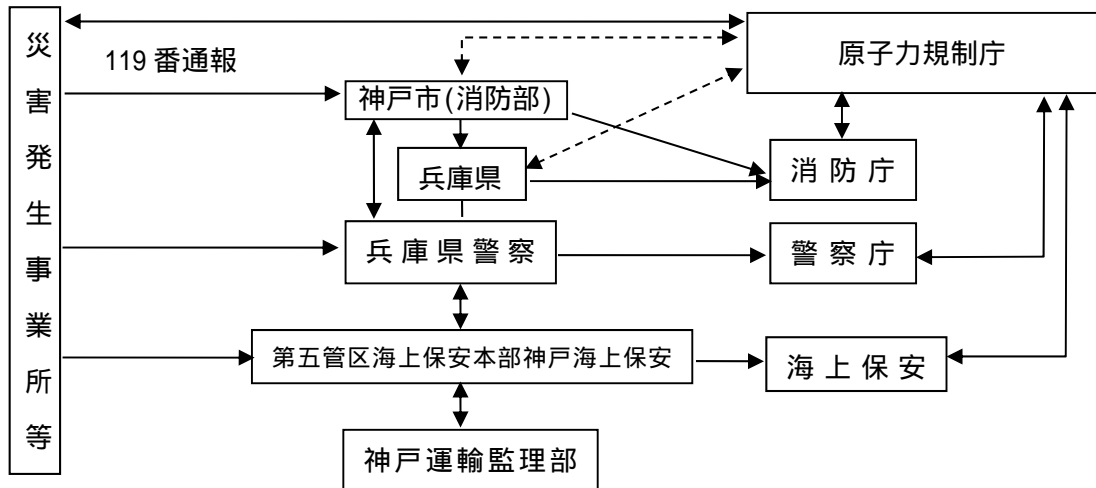 災害発生事業所等
119番通報
原子力規制庁
神戸市(消防部)
兵庫県
消防庁
兵庫県警察
警察庁
第五管区海上保安本部神戸海上保安
海上保安
神戸運輸監理部